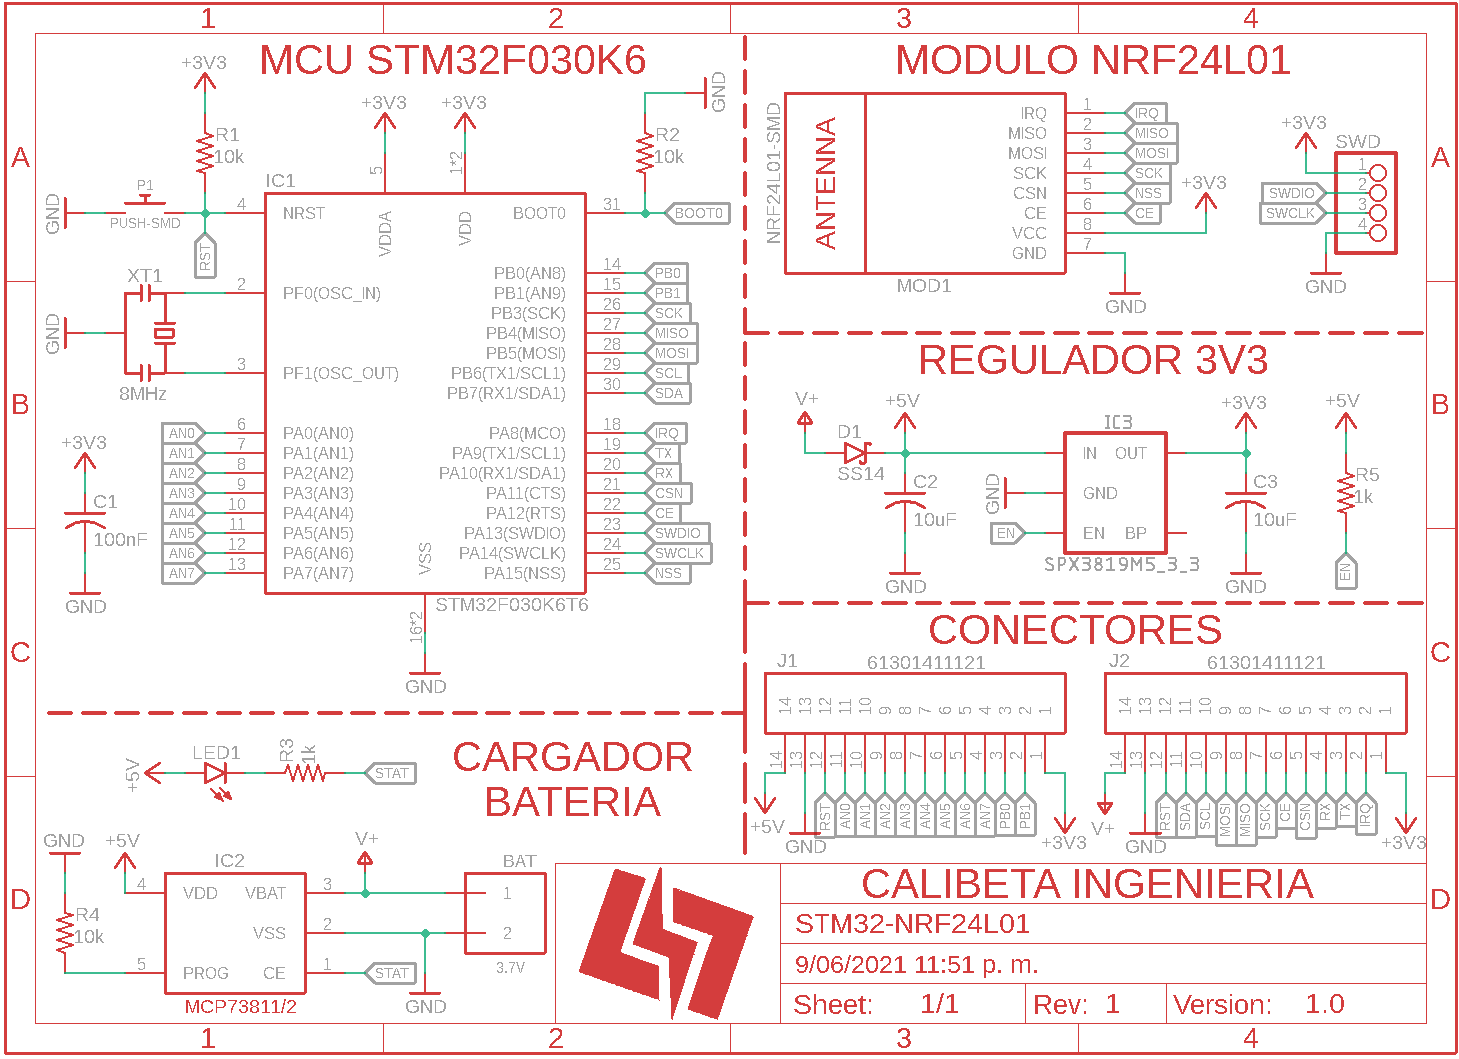 1 2 3 4
A A
B B
C C
D D
1 2 3 4
MCU STM32F030K6
+3V3
R1
10k
P1
PUSH-SMD
GND
RST
XT1
8MHz
GND
+3V3
C1
100nF
GND
+3V3 +3V3
5 1*2
VDDA VDD
GND
R2
10k
IC1
4 NRST
BOOT0 31 BOOT0
2 PF0(OSC_IN)
3 PF1(OSC_OUT)
PB0(AN8) 14 PB0
PB1(AN9) 15 PB1
PB3(SCK) 26 SCK
PB4(MISO) 27 MISO
PB5(MOSI) 28 MOSI
PB6(TX1/SCL1) 29 SCL
PB7(RX1/SDA1) 30 SDA
AN0 6 PA0(AN0)
AN1 7 PA1(AN1)
AN2 8 PA2(AN2)
AN3 9 PA3(AN3)
AN4 10 PA4(AN4)
AN5 11 PA5(AN5)
AN6 12 PA6(AN6)
AN7 13 PA7(AN7)
PA8(MCO) 18 IRQ
PA9(TX1/SCL1) 19 TX
PA10(RX1/SDA1) 20 RX
PA11(CTS) 21 CSN
PA12(RTS) 22 CE
PA13(SWDIO) 23 SWDIO
PA14(SWCLK) 24 SWCLK
PA15(NSS) 25 NSS
VSS
16*2
STM32F030K6T6
GND
MODULO NRF24L01
NRF24L01-SMD
ANTENNA
IRQ 1 IRQ
MISO 2 MISO
MOSI 3 MOSI
SCK 4 SCK
CSN 5 NSS
CE 6 CE
VCC 8
GND 7
MOD1
+3V3
GND
+3V3
SWD
1
SWDIO 2
SWCLK 3
4
GND
REGULADOR 3V3
V+
D1
SS14
+5V
C2
10uF
GND
IC3
IN OUT
GND
EN BP
GND
EN
SPX3819M5_3_3
+3V3
C3
10uF
GND
+5V
R5
1k
EN
CONECTORES
J1 61301411121
14 13 12 11 10 9 8 7 6 5 4 3 2 1
14 13 12 11 10 9 8 7 6 5 4 3 2 1
+5V GND RST AN0 AN1 AN2 AN3 AN4 AN5 AN6 AN7 PB0 PB1 +3V3
J2 61301411121
14 13 12 11 10 9 8 7 6 5 4 3 2 1
14 13 12 11 10 9 8 7 6 5 4 3 2 1
V+ GND RST SDA SCL MOSI MISO SCK CE CSN RX TX IRQ +3V3
CARGADOR
BATERIA
+5V LED1 R3 1k STAT
GND
R4
10k
+5V
IC2
4 VDD VBAT 3
VSS 2
5 PROG CE 1 STAT
MCP73811/2
V+
GND
BAT
1
2
3.7V
CALIBETA INGENIERIA
STM32-NRF24L01
9/06/2021 11:51 p. m.
Sheet: 1/1 Rev: 1 Version: 1.0